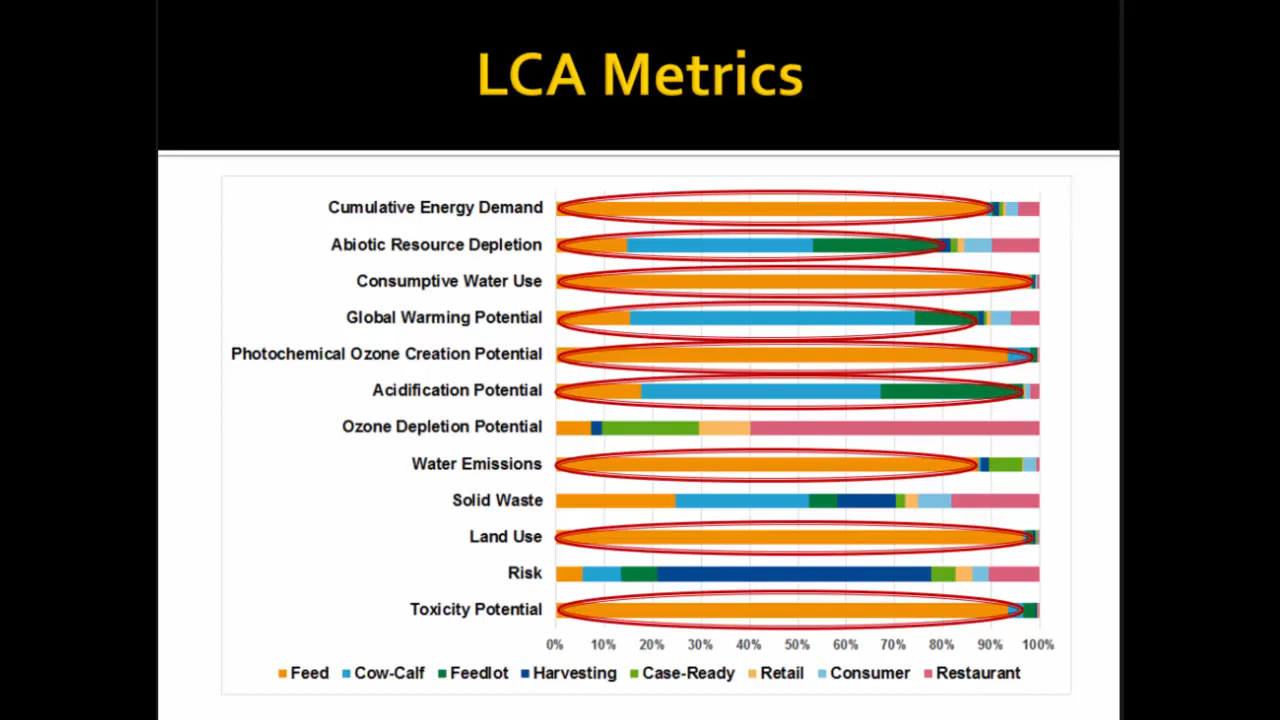 LCA Metrics
Cumulative Energy Demand
Abiotic Resource Depletion
Consumptive Water Use
Global Warming Potential
Photochemical Ozone Creation Potential
Acidification Potential
Ozone Depletion Potential
Water Emissions
Solid Waste
Land Use
Risk
Toxicity Potential
0% 10% 20% 30% 40% 50% 60% 70% 80% 90% 100%
Feed Cow-Calf Feedlot Harvesting Case-Ready Retail Consumer Restaurant